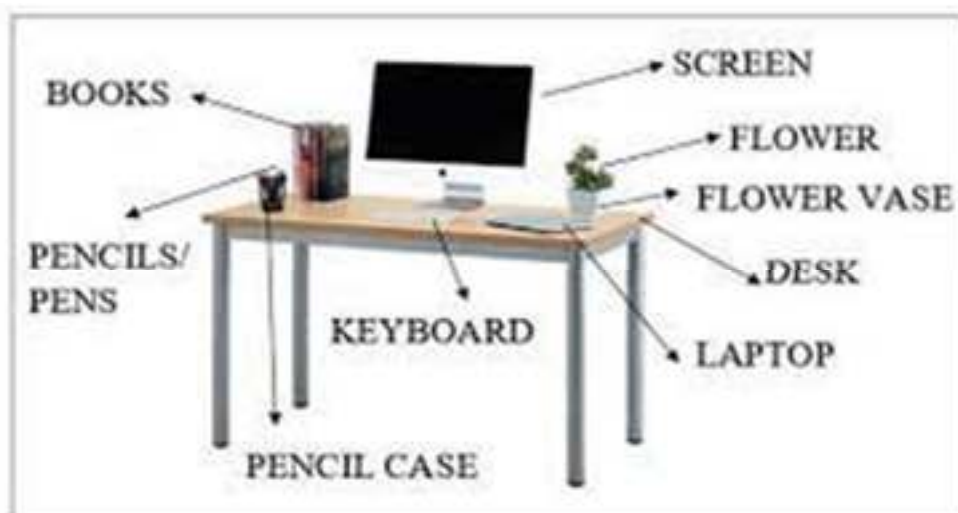 SCREEN
BOOKS
FLOWER
FLOWER VASE
PENCILS/
PENS
DESK
KEYBOARD
LAPTOP
PENCIL CASE